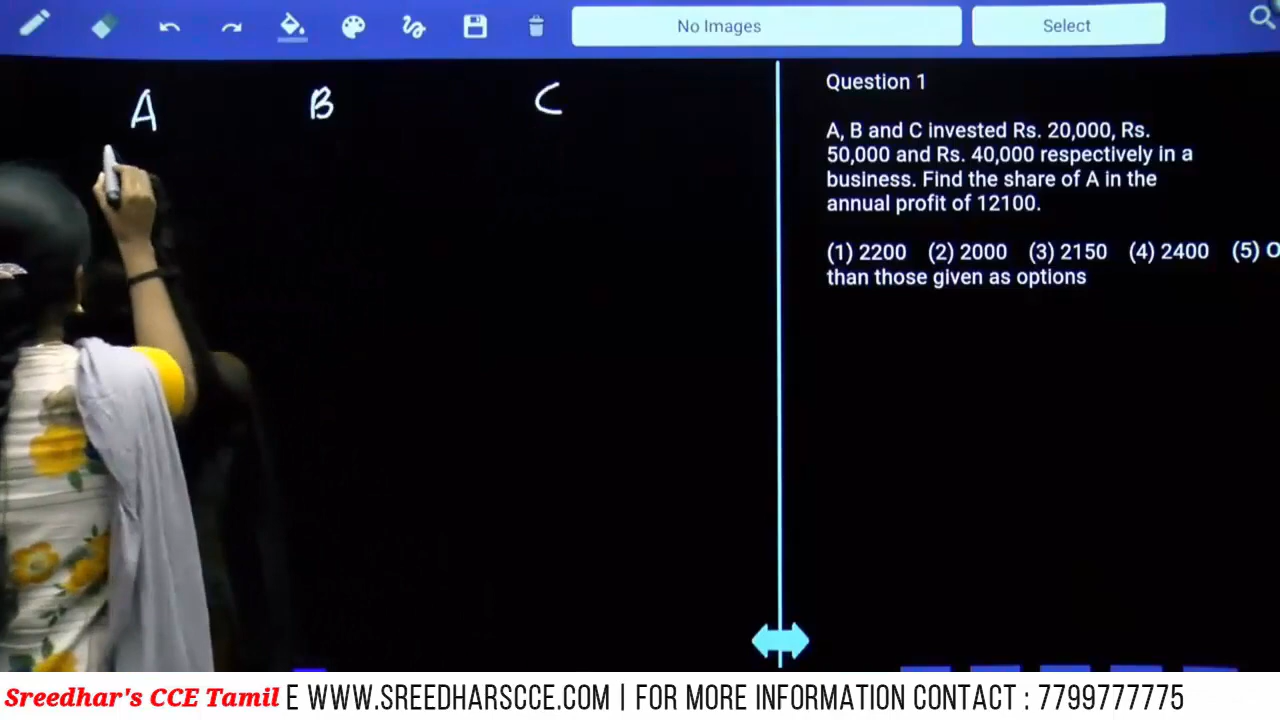 No Images
Select
A B C
Question 1
A, B and C invested Rs. 20,000, Rs.
50,000 and Rs. 40,000 respectively in a
business. Find the share of A in the
annual profit of 12100.
(1) 2200 (2) 2000 (3) 2150 (4) 2400 (5)
than those given as options
Sreedhar's CCE Tamil E WWW.SREEDHARSCCE.COM | FOR MORE INFORMATION CONTACT : 7799777775